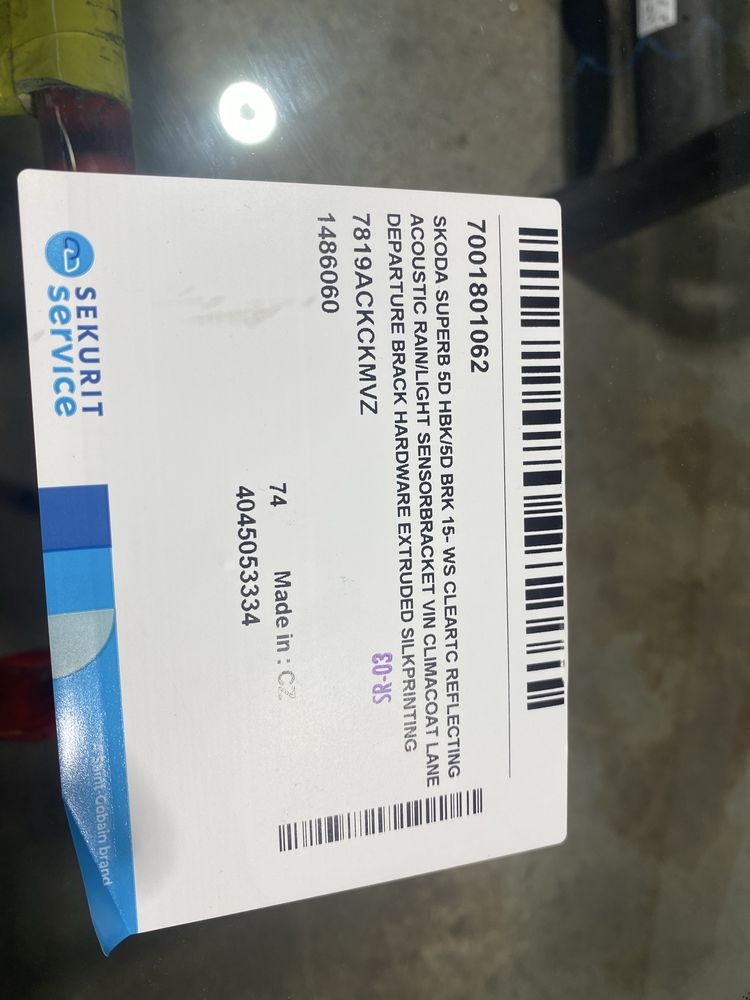 7001801062
SKODA SUPERB 5D HBK/5D BRK 15- WS CLEARTC REFLECTING
ACOUSTIC RAIN/LIGHT SENSORBRACKET VIN CLIMACOAT LANE
DEPARTURE BRACK HARDWARE EXTRUDED SILKPRINTING
7819ACKCKMVZ
SR-03
1486060
74 Made in : CZ
4045053334
SEKURIT
service
A Saint-Gobain brand